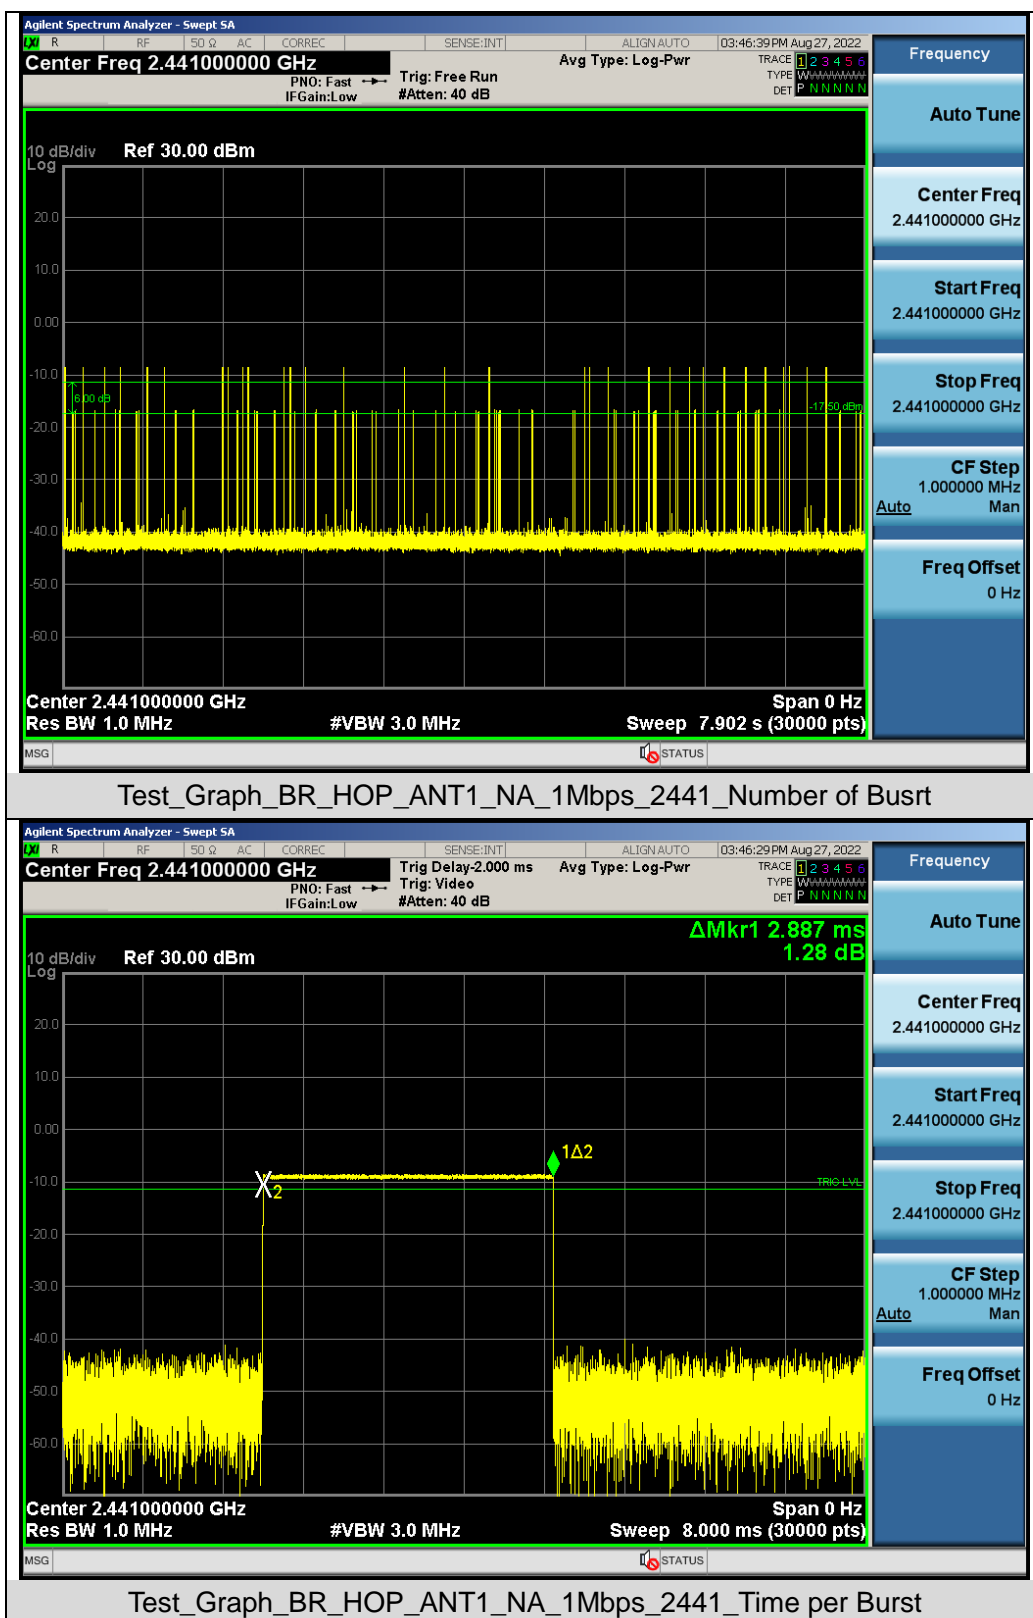 Agilent Spectrum Analyzer - Swept SA
LXI R RF 50 Ω AC CORREC SENSE:INT ALIGN AUTO 03:46:39 PM Aug 27, 2022
Center Freq 2.441000000 GHz
PNO: Fast
IFGain:Low
Trig: Free Run
#Atten: 40 dB
Avg Type: Log-Pwr
TRACE 1 2 3 4 5 6
TYPE W
DET P N N N N N
Frequency
Auto Tune
Center Freq
2.441000000 GHz
Start Freq
2.441000000 GHz
Stop Freq
2.441000000 GHz
CF Step
1.000000 MHz
Auto Man
Freq Offset
0 Hz
10 dB/div Ref 30.00 dBm
Log
20.0
10.0
0.00
-10.0
6.00 dB
-17.50 dBm
-20.0
-30.0
-40.0
-50.0
-60.0
Center 2.441000000 GHz Span 0 Hz
Res BW 1.0 MHz #VBW 3.0 MHz Sweep 7.902 s (30000 pts)
MSG STATUS
Test_Graph_BR_HOP_ANT1_NA_1Mbps_2441_Number of Busrt
Agilent Spectrum Analyzer - Swept SA
LXI R RF 50 Ω AC CORREC SENSE:INT ALIGN AUTO 03:46:29 PM Aug 27, 2022
Center Freq 2.441000000 GHz
PNO: Fast
IFGain:Low
Trig Delay-2.000 ms
Trig: Video
#Atten: 40 dB
Avg Type: Log-Pwr
TRACE 1 2 3 4 5 6
TYPE W
DET P N N N N N
Frequency
Auto Tune
Center Freq
2.441000000 GHz
Start Freq
2.441000000 GHz
Stop Freq
2.441000000 GHz
CF Step
1.000000 MHz
Auto Man
Freq Offset
0 Hz
ΔMkr1 2.887 ms
1.28 dB
10 dB/div Ref 30.00 dBm
Log
20.0
10.0
0.00
1Δ2
-10.0
2
-20.0
-30.0
-40.0
-50.0
-60.0
Center 2.441000000 GHz Span 0 Hz
Res BW 1.0 MHz #VBW 3.0 MHz Sweep 8.000 ms (30000 pts)
MSG STATUS
Test_Graph_BR_HOP_ANT1_NA_1Mbps_2441_Time per Burst